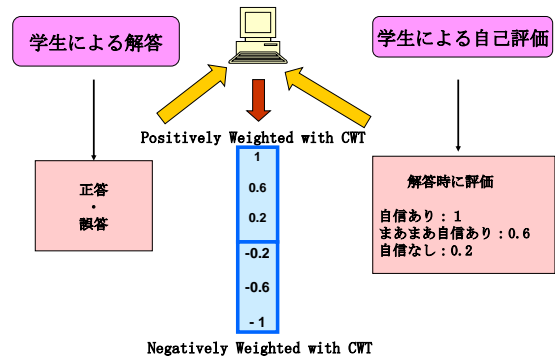 学生による解答
学生による自己評価
Positively Weighted with CWT
1
0.6
0.2
-0.2
-0.6
- 1
Negatively Weighted with CWT
正答
・
誤答
解答時に評価
自信あり：1
まあまあ自信あり：0.6
自信なし：0.2